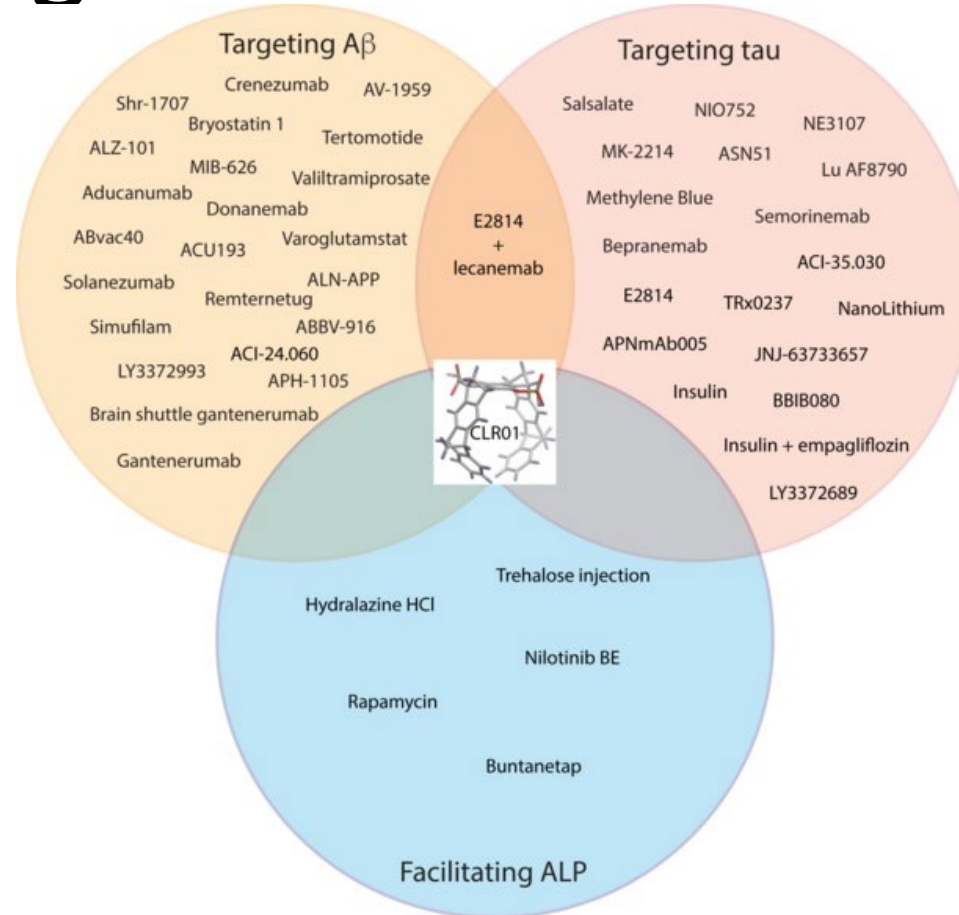 Targeting Aβ
Crenezumab
AV-1959
Shr-1707
Bryostatin 1
Tertomotide
ALZ-101
MIB-626
Valiltramiprosate
Aducanumab
Donanemab
ABvac40
ACU193
Varoglutamstat
Solanezumab
ALN-APP
Remternetug
Simufilam
ABBV-916
ACI-24.060
LY3372993
APH-1105
Brain shuttle gantenerumab
Gantenerumab
E2814
+
lecanemab
Targeting tau
Salsalate
NIO752
NE3107
MK-2214
ASN51
Lu AF8790
Methylene Blue
Semorinemab
Bepranemab
ACI-35.030
E2814
TRx0237
NanoLithium
APNmAb005
JNJ-63733657
Insulin
BBIB080
Insulin + empagliflozin
LY3372689
CLR01
Trehalose injection
Hydralazine HCl
Nilotinib BE
Rapamycin
Buntanetap
Facilitating ALP